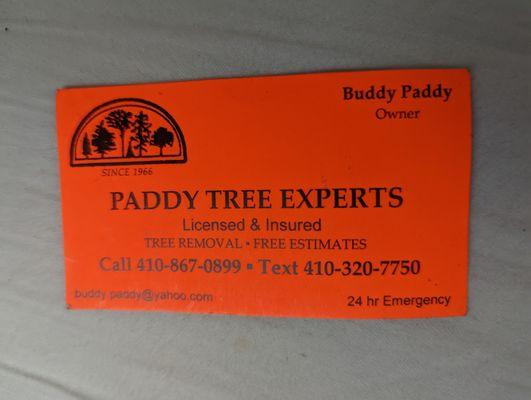 Buddy Paddy
Owner
SINCE 1966
PADDY TREE EXPERTS
Licensed & Insured
TREE REMOVAL ▪ FREE ESTIMATES
Call 410-867-0899 ▪ Text 410-320-7750
buddy.paddy@yahoo.com
24 hr Emergency